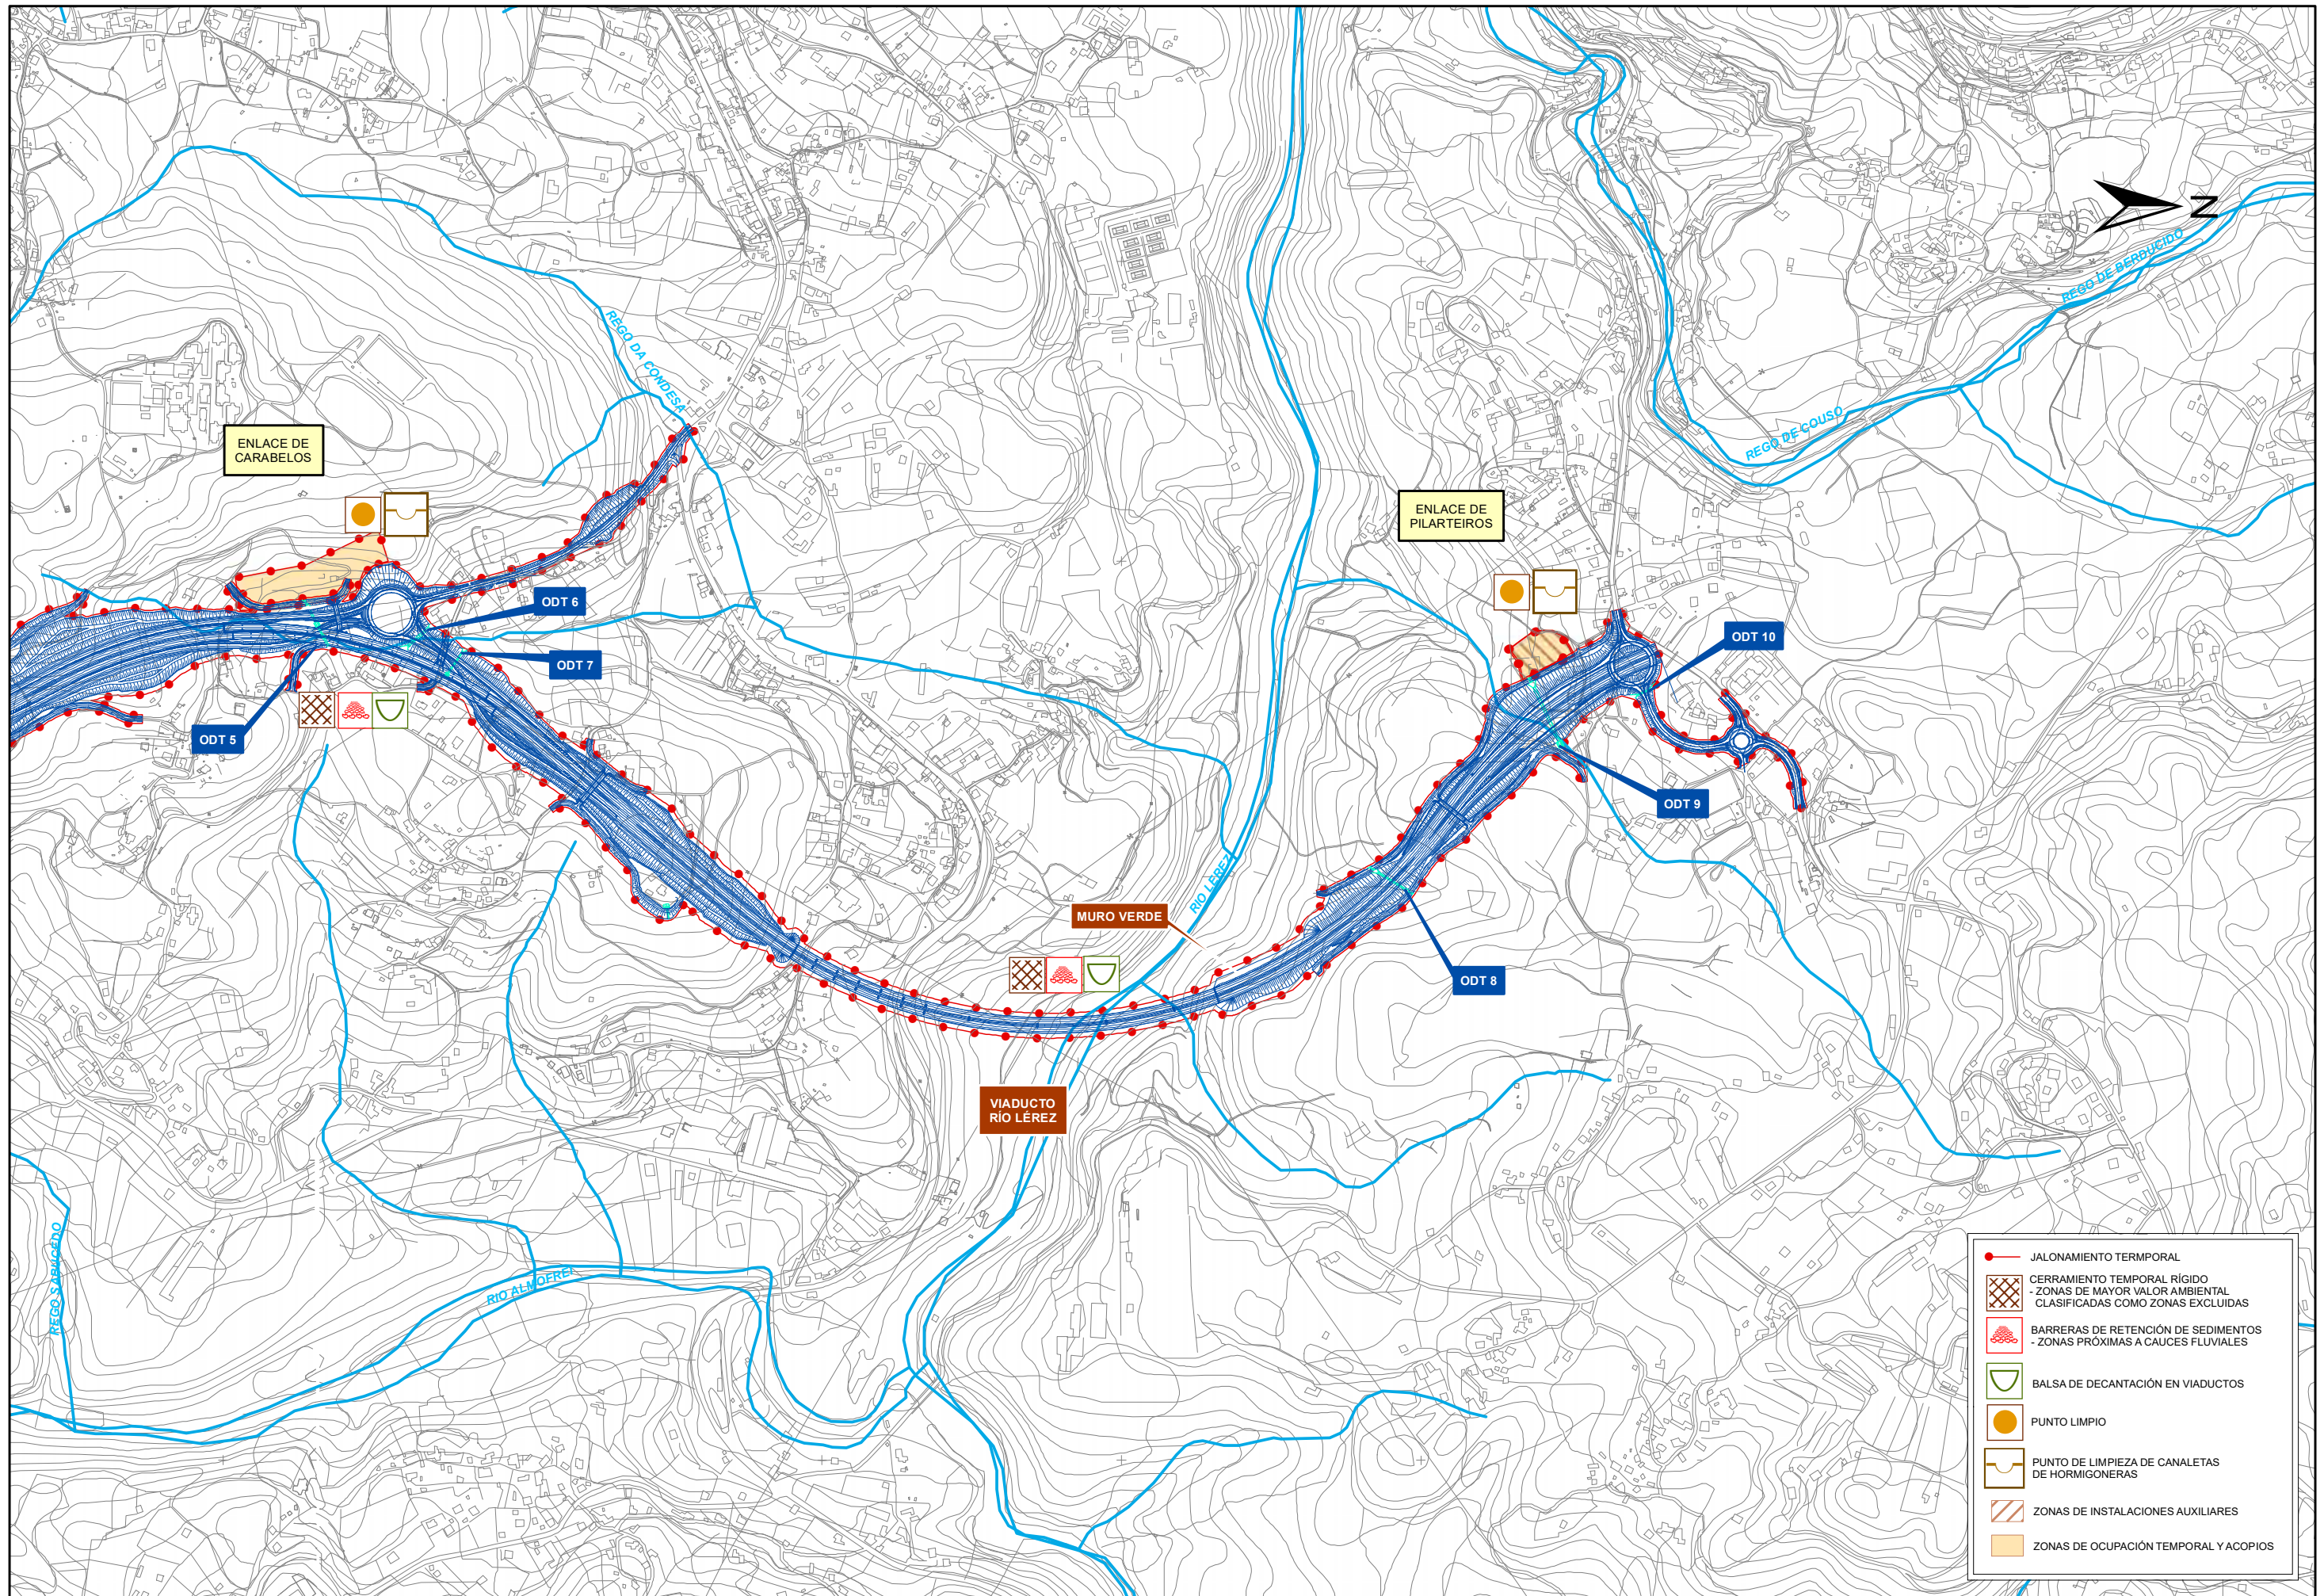 N
REGO DE BERDUCIDO
REGO DA CONDESA
REGO DE COUSO
ENLACE DE
CARABELOS
ENLACE DE
PILARTEIROS
ODT 6
ODT 7
ODT 10
ODT 5
ODT 9
RIO LÉREZ
MURO VERDE
ODT 8
VIADUCTO
RÍO LÉREZ
REGO SABUCEDO
RIO ALMOFREI
JALONAMIENTO TERMPORAL
CERRAMIENTO TEMPORAL RÍGIDO
- ZONAS DE MAYOR VALOR AMBIENTAL
CLASIFICADAS COMO ZONAS EXCLUIDAS
BARRERAS DE RETENCIÓN DE SEDIMENTOS
- ZONAS PRÓXIMAS A CAUCES FLUVIALES
BALSA DE DECANTACIÓN EN VIADUCTOS
PUNTO LIMPIO
PUNTO DE LIMPIEZA DE CANALETAS
DE HORMIGONERAS
ZONAS DE INSTALACIONES AUXILIARES
ZONAS DE OCUPACIÓN TEMPORAL Y ACOPIOS